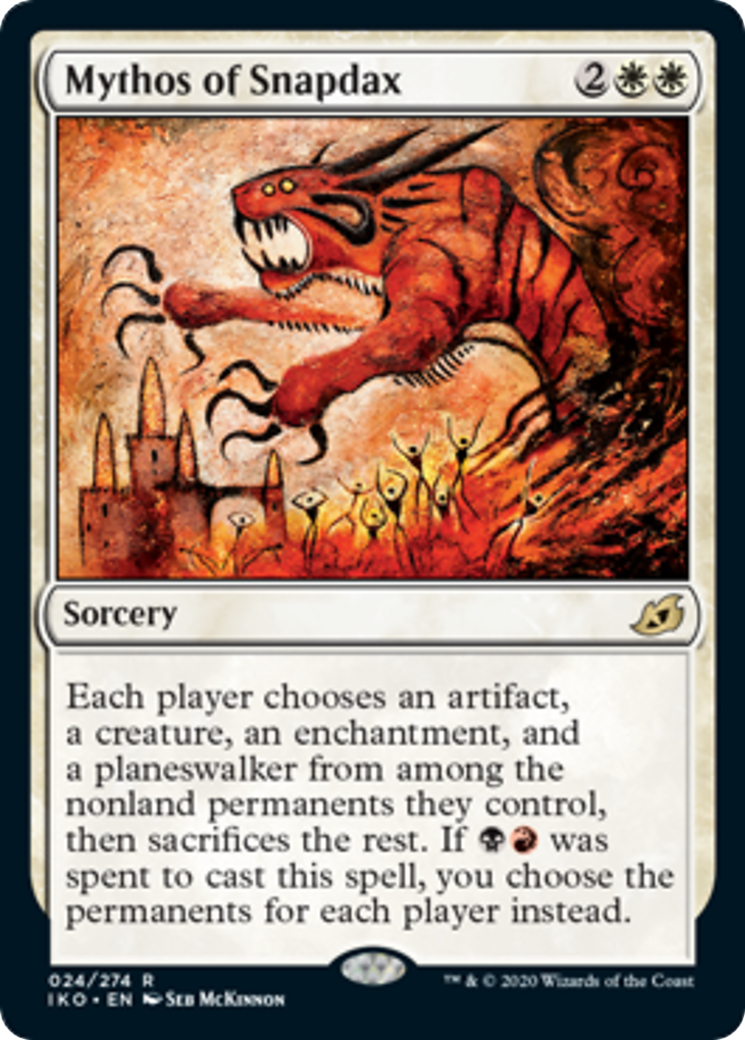 Mythos of Snapdax 2
Sorcery
Each player chooses an artifact,
a creature, an enchantment, and
a planeswalker from among the
nonland permanents they control,
then sacrifices the rest. If was
spent to cast this spell, you choose the
permanents for each player instead.
024/274 R
IKO • EN Seb McKinnon
™ & © 2020 Wizards of the Coast